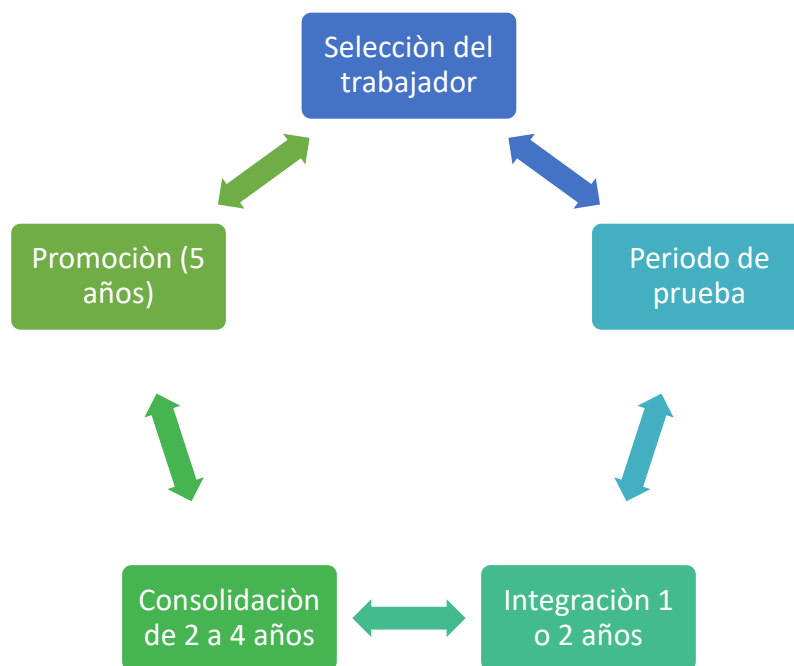 Selecciòn del
trabajador
Promociòn (5
años)
Periodo de
prueba
Consolidaciòn
de 2 a 4 años
Integraciòn 1
o 2 años